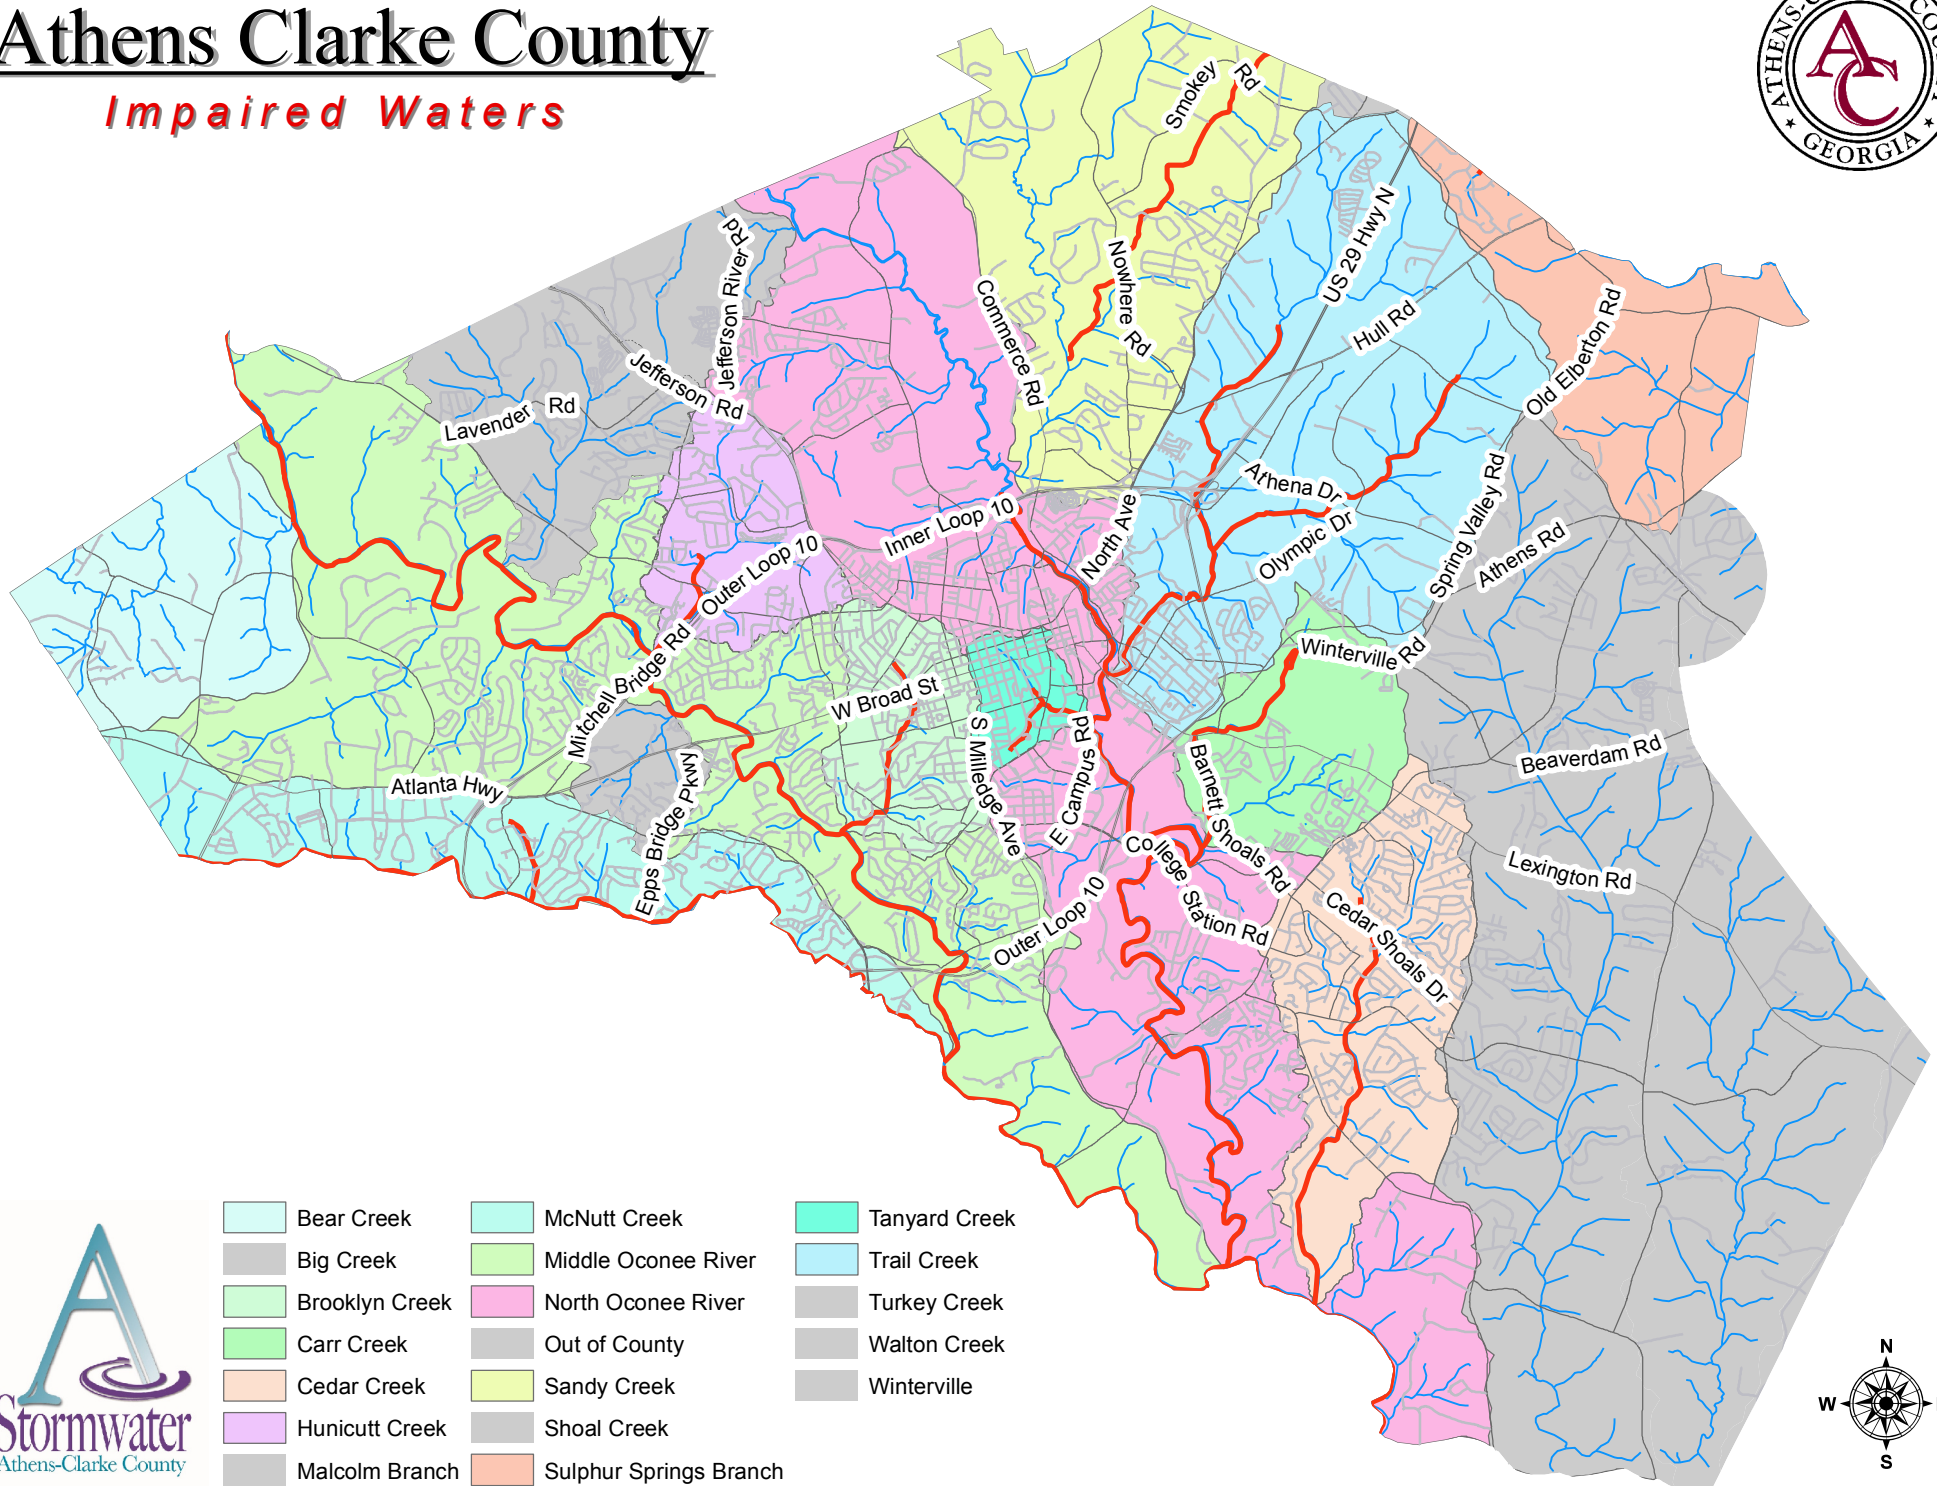 Athens Clarke County
Impaired Waters
GEORGIA
Smokey Rd
US 29 Hwy N
Nowhere Rd
Commerce Rd
Jefferson River Rd
Jefferson Rd
Lavender Rd
Hull Rd
Old Elberton Rd
Athena Dr
Olympic Dr
Spring Valley Rd
Athens Rd
Inner Loop 10
North Ave
Outer Loop 10
Mitchell Bridge Rd
W Broad St
Winterville Rd
S Milledge Ave
E Campus Rd
Barnett Shoals Rd
Beaverdam Rd
Atlanta Hwy
Epps Bridge Pkwy
College Station Rd
Lexington Rd
Cedar Shoals Dr
Outer Loop 10
Bear Creek
Big Creek
Brooklyn Creek
Carr Creek
Cedar Creek
Hunicutt Creek
Malcolm Branch
McNutt Creek
Middle Oconee River
North Oconee River
Out of County
Sandy Creek
Shoal Creek
Sulphur Springs Branch
Tanyard Creek
Trail Creek
Turkey Creek
Walton Creek
Winterville
A
Stormwater
Athens-Clarke County
N
W
S